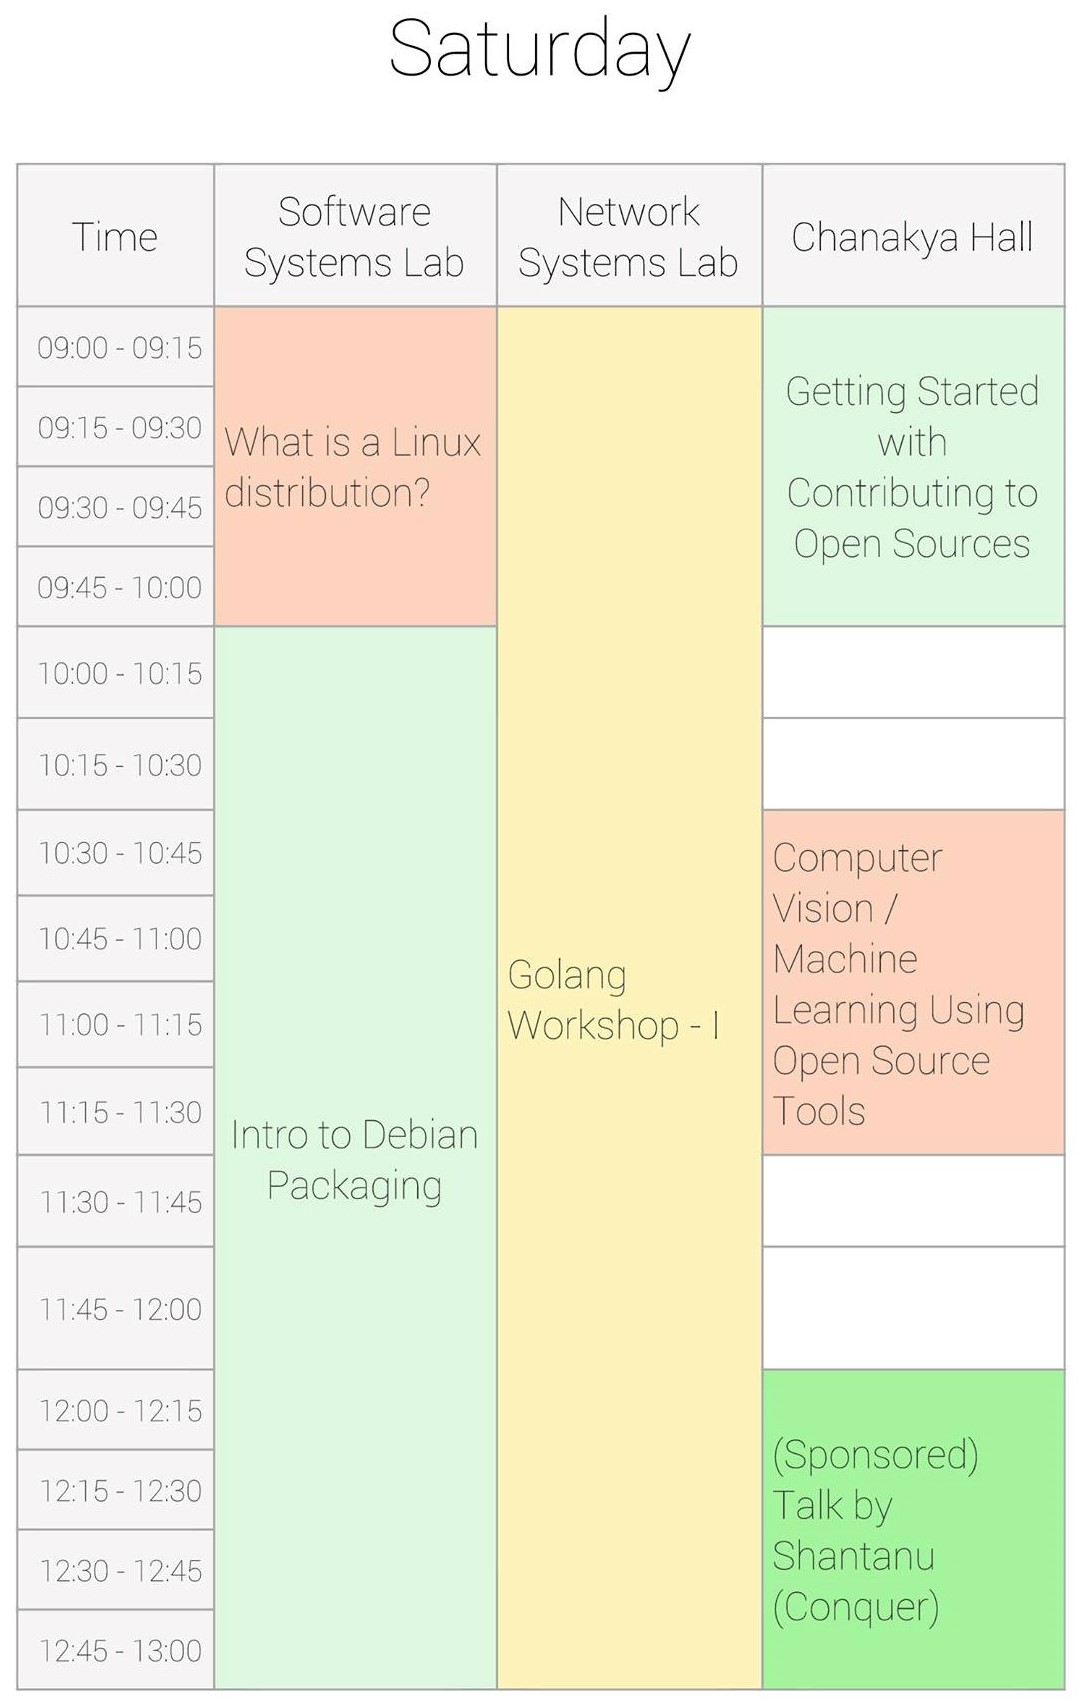 Saturday
Time
Software
Systems Lab
Network
Systems Lab
Chanakya Hall
09:00 - 09:15
09:15 - 09:30
09:30 - 09:45
09:45 - 10:00
10:00 - 10:15
10:15 - 10:30
10:30 - 10:45
10:45 - 11:00
11:00 - 11:15
11:15 - 11:30
11:30 - 11:45
11:45 - 12:00
12:00 - 12:15
12:15 - 12:30
12:30 - 12:45
12:45 - 13:00
What is a Linux
distribution?
Intro to Debian
Packaging
Golang
Workshop - I
Getting Started
with
Contributing to
Open Sources
Computer
Vision /
Machine
Learning Using
Open Source
Tools
(Sponsored)
Talk by
Shantanu
(Conquer)